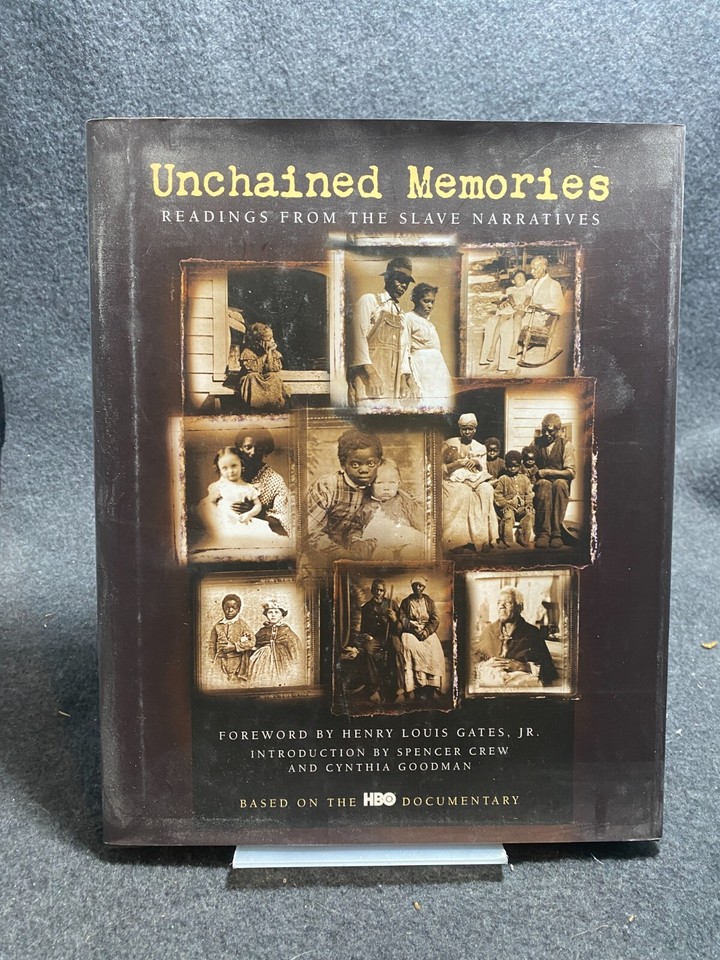 Unchained Memories
READINGS FROM THE SLAVE NARRATIVES
FOREWORD BY HENRY LOUIS GATES, JR.
INTRODUCTION BY SPENCER CREW
AND CYNTHIA GOODMAN
BASED ON THE HBO DOCUMENTARY